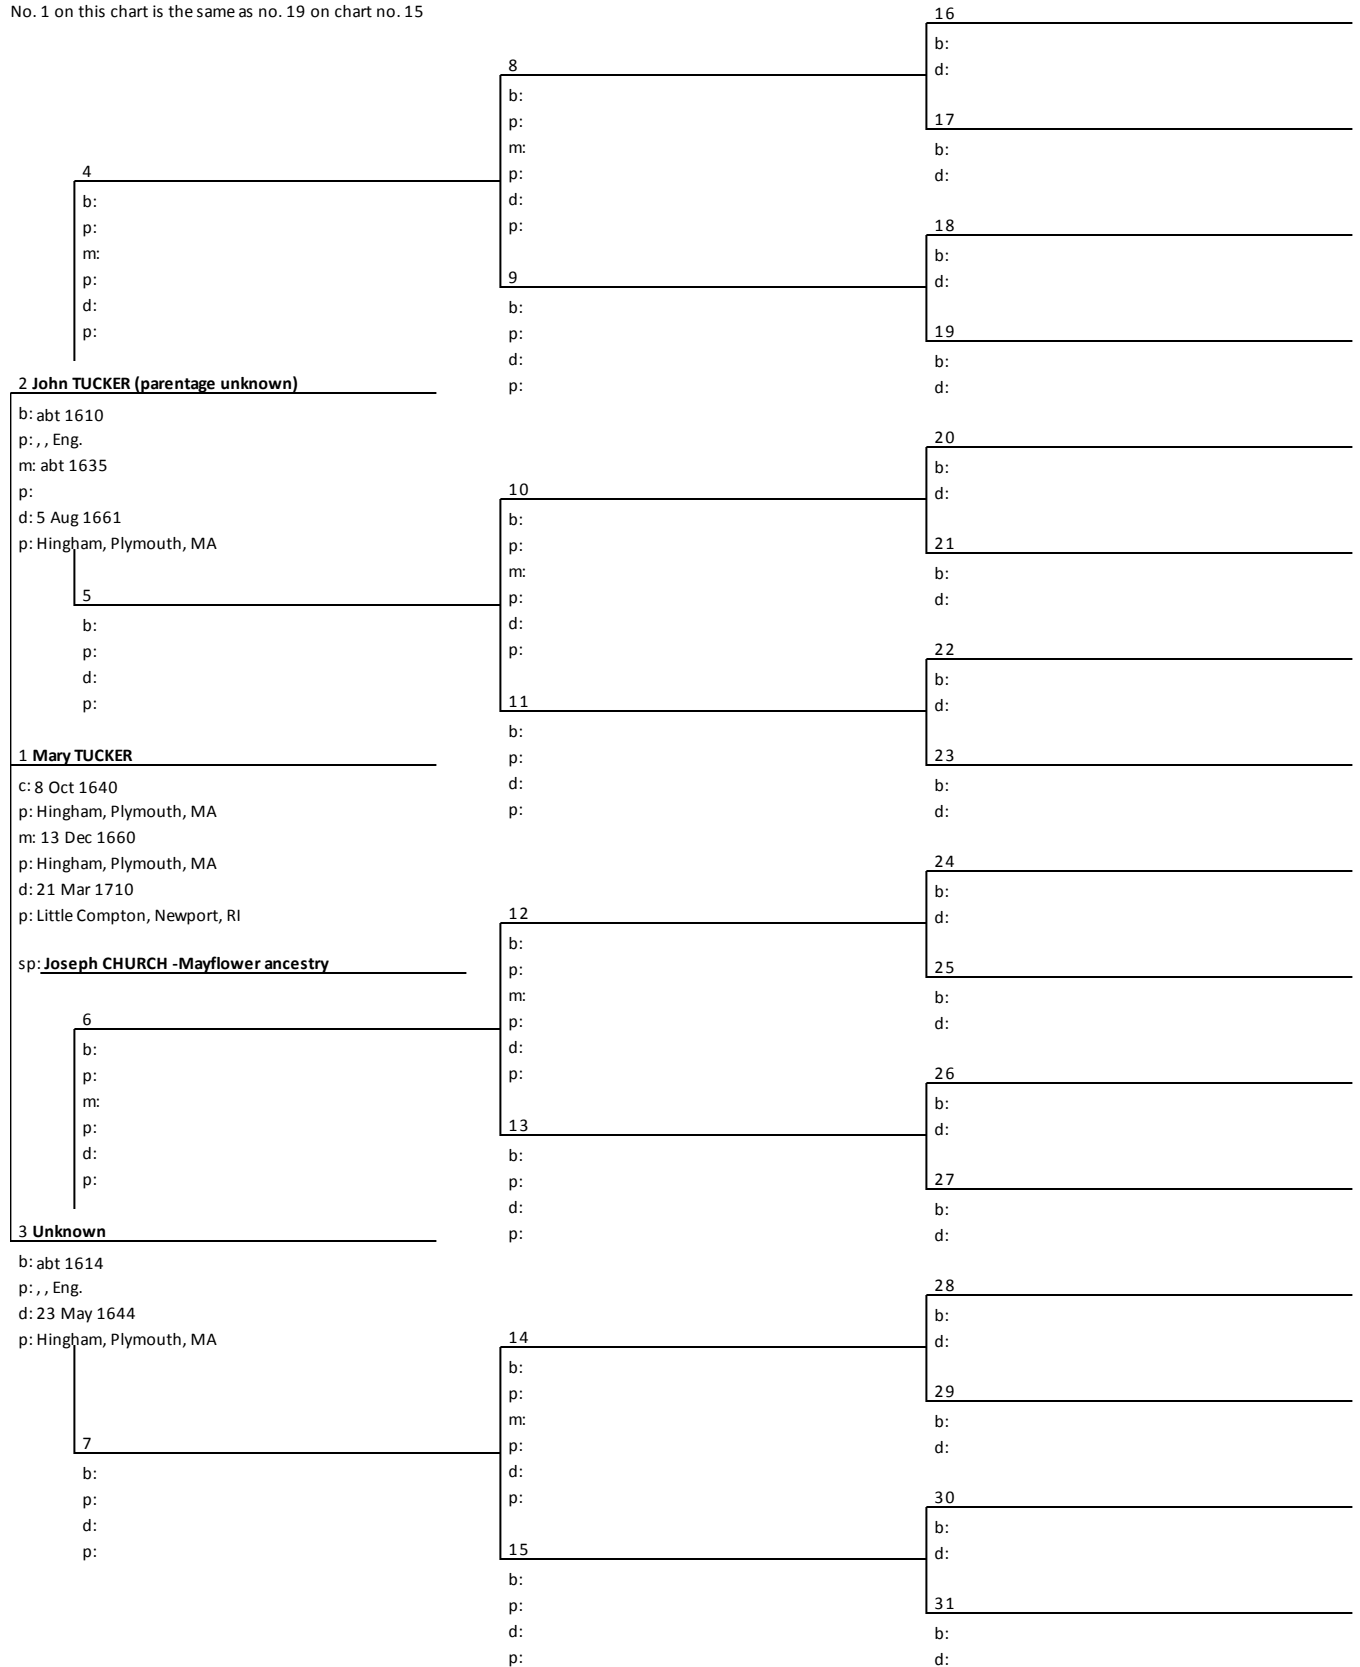 No. 1 on this chart is the same as no. 19 on chart no. 15
16
b:
d:
8
b:
p:
m:
p:
d:
p:
17
b:
d:
4
b:
p:
m:
p:
d:
p:
18
b:
d:
9
b:
p:
d:
p:
19
b:
d:
2 John TUCKER (parentage unknown)
b: abt 1610
p: , , Eng.
m: abt 1635
p:
d: 5 Aug 1661
p: Hingham, Plymouth, MA
20
b:
d:
10
b:
p:
m:
p:
d:
p:
21
b:
d:
5
b:
p:
d:
p:
22
b:
d:
11
b:
p:
d:
p:
23
b:
d:
1 Mary TUCKER
c: 8 Oct 1640
p: Hingham, Plymouth, MA
m: 13 Dec 1660
p: Hingham, Plymouth, MA
d: 21 Mar 1710
p: Little Compton, Newport, RI
sp: Joseph CHURCH -Mayflower ancestry
24
b:
d:
12
b:
p:
m:
p:
d:
p:
25
b:
d:
6
b:
p:
m:
p:
d:
p:
26
b:
d:
13
b:
p:
d:
p:
27
b:
d:
3 Unknown
b: abt 1614
p: , , Eng.
d: 23 May 1644
p: Hingham, Plymouth, MA
28
b:
d:
14
b:
p:
m:
p:
d:
p:
29
b:
d:
7
b:
p:
d:
p:
30
b:
d:
15
b:
p:
d:
p:
31
b:
d: